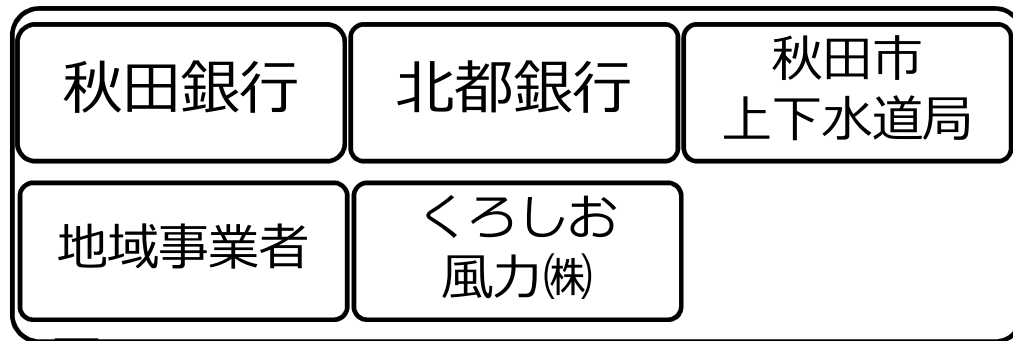 秋田銀行
北都銀行
秋田市
上下水道局
地域事業者
くろしお
風力㈱